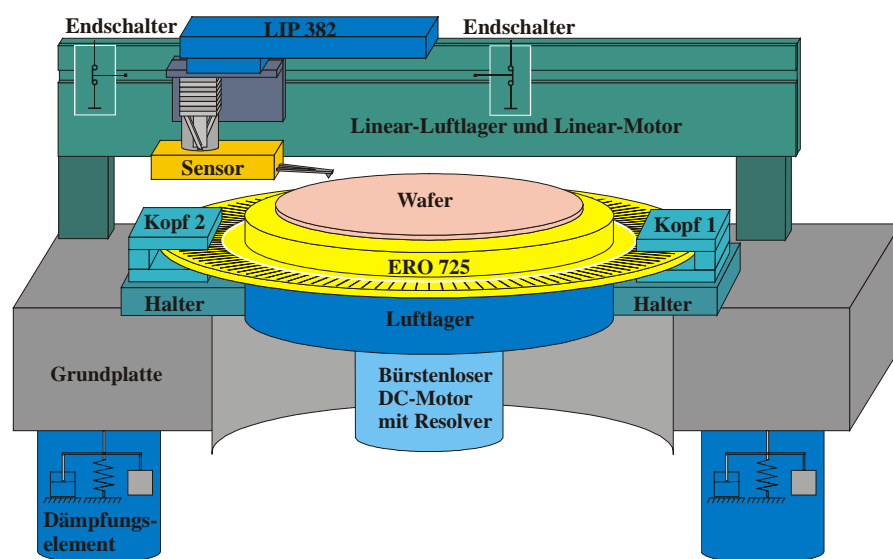 Endschalter
LIP 382
Endschalter
Linear-Luftlager und Linear-Motor
Sensor
Wafer
Kopf 2
Kopf 1
ERO 725
Halter
Halter
Luftlager
Grundplatte
Bürstenloser
DC-Motor
mit Resolver
Dämpfungs-
element